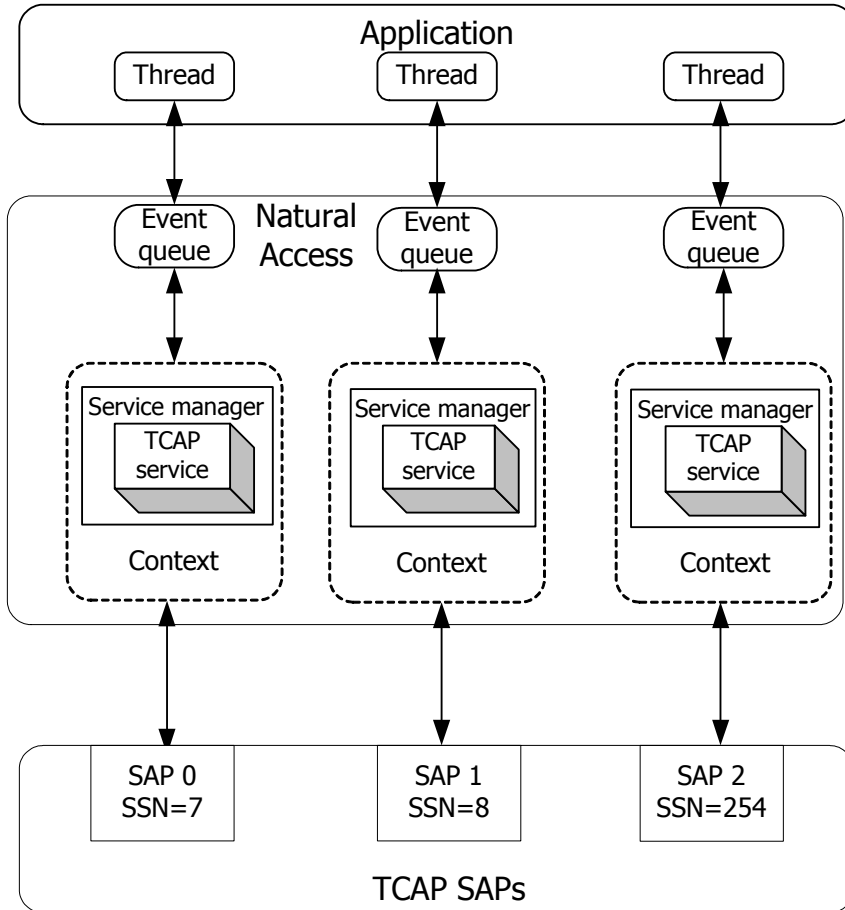 Application
Thread
Thread
Thread
Natural
Access
Event
queue
Event
queue
Event
queue
Service manager
TCAP
service
Context
Service manager
TCAP
service
Context
Service manager
TCAP
service
Context
SAP 0
SSN=7
SAP 1
SSN=8
SAP 2
SSN=254
TCAP SAPs